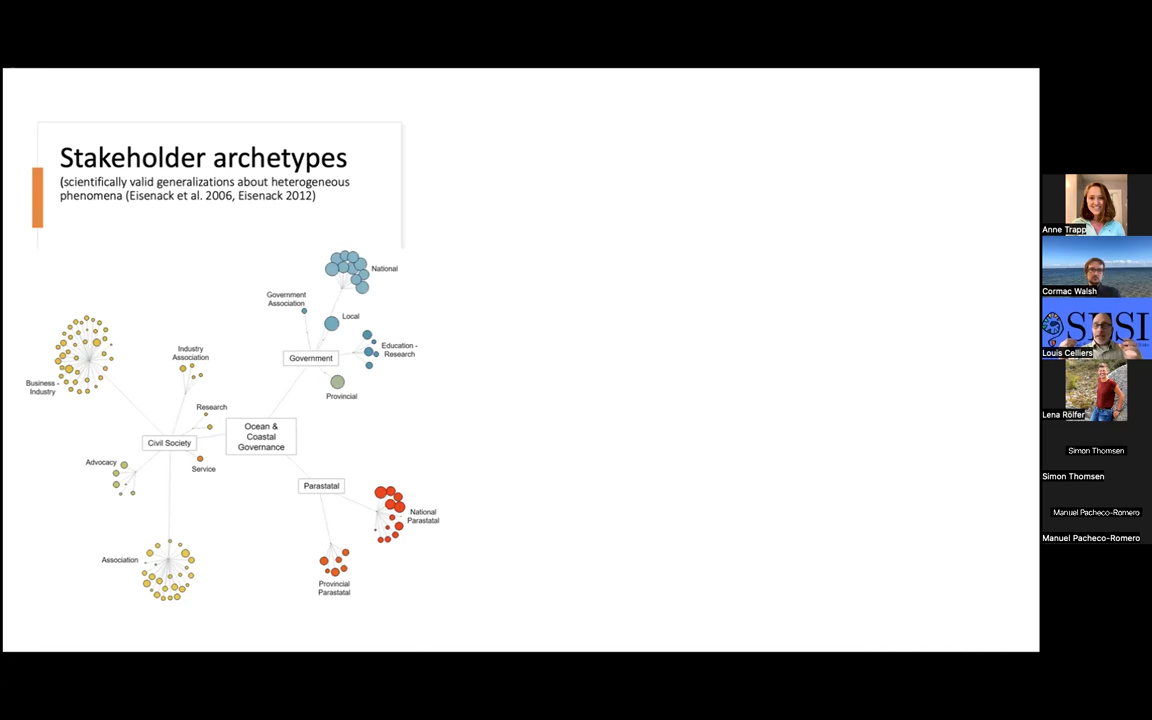 Stakeholder archetypes
(scientifically valid generalizations about heterogeneous
phenomena (Eisenack et al. 2006, Eisenack 2012)
National
Government
Association
Local
Education -
Research
Government
Provincial
Industry
Association
Business -
Industry
Research
Ocean &
Coastal
Governance
Civil Society
Advocacy
Service
Parastatal
National
Parastatal
Association
Provincial
Parastatal
Anne Trapp
Cormac Walsh
SESI
Louis Celliers
Lena Rölfer
Simon Thomsen
Simon Thomsen
Manuel Pacheco-Romero
Manuel Pacheco-Romero